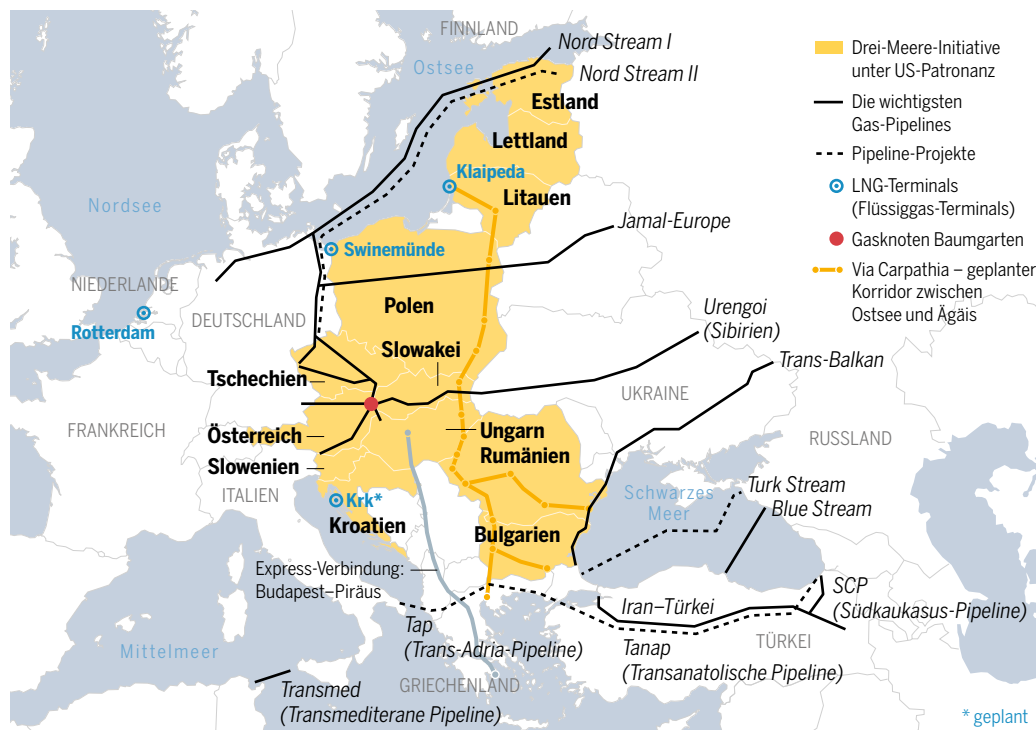 FINNLAND
Nord Stream I
Ostsee
Nord Stream II
Estland
Lettland
Klaipeda
Litauen
Nordsee
Jamal-Europe
Swinemünde
NIEDERLANDE
Polen
DEUTSCHLAND
Rotterdam
Urengoi
(Sibirien)
Slowakei
Trans-Balkan
Tschechien
UKRAINE
FRANKREICH
Österreich
Ungarn
Rumänien
RUSSLAND
Slowenien
ITALIEN
Krk*
Kroatien
Schwarzes
Meer
Turk Stream
Blue Stream
Bulgarien
Express-Verbindung:
Budapest–Piräus
SCP
(Südkaukasus-Pipeline)
Iran–Türkei
Tap
(Trans-Adria-Pipeline)
Tanap
(Transanatolische Pipeline)
TÜRKEI
Mittelmeer
GRIECHENLAND
Transmed
(Transmediterane Pipeline)
Drei-Meere-Initiative
unter US-Patronanz
Die wichtigsten
Gas-Pipelines
Pipeline-Projekte
LNG-Terminals
(Flüssiggas-Terminals)
Gasknoten Baumgarten
Via Carpathia – geplanter
Korridor zwischen
Ostsee und Ägäis
* geplant